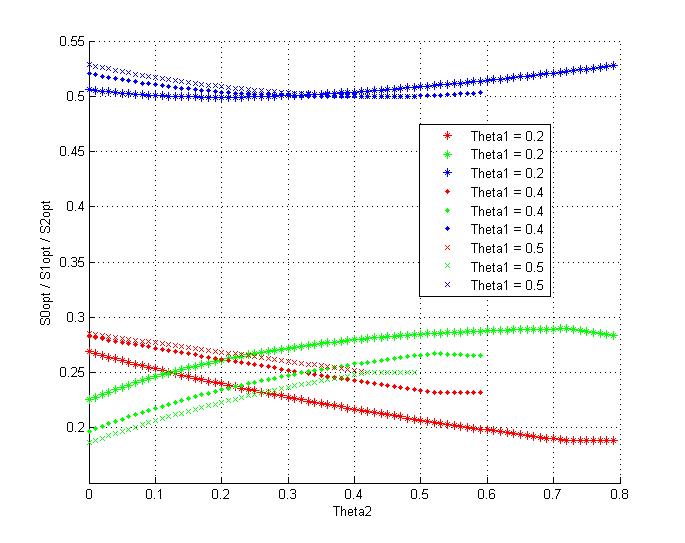 0.55
0.5
0.45
0.4
0.35
0.3
0.25
0.2
S0opt / S1opt / S2opt
Theta1 = 0.2
Theta1 = 0.2
Theta1 = 0.2
Theta1 = 0.4
Theta1 = 0.4
Theta1 = 0.4
Theta1 = 0.5
Theta1 = 0.5
Theta1 = 0.5
0 0.1 0.2 0.3 0.4 0.5 0.6 0.7 0.8
Theta2